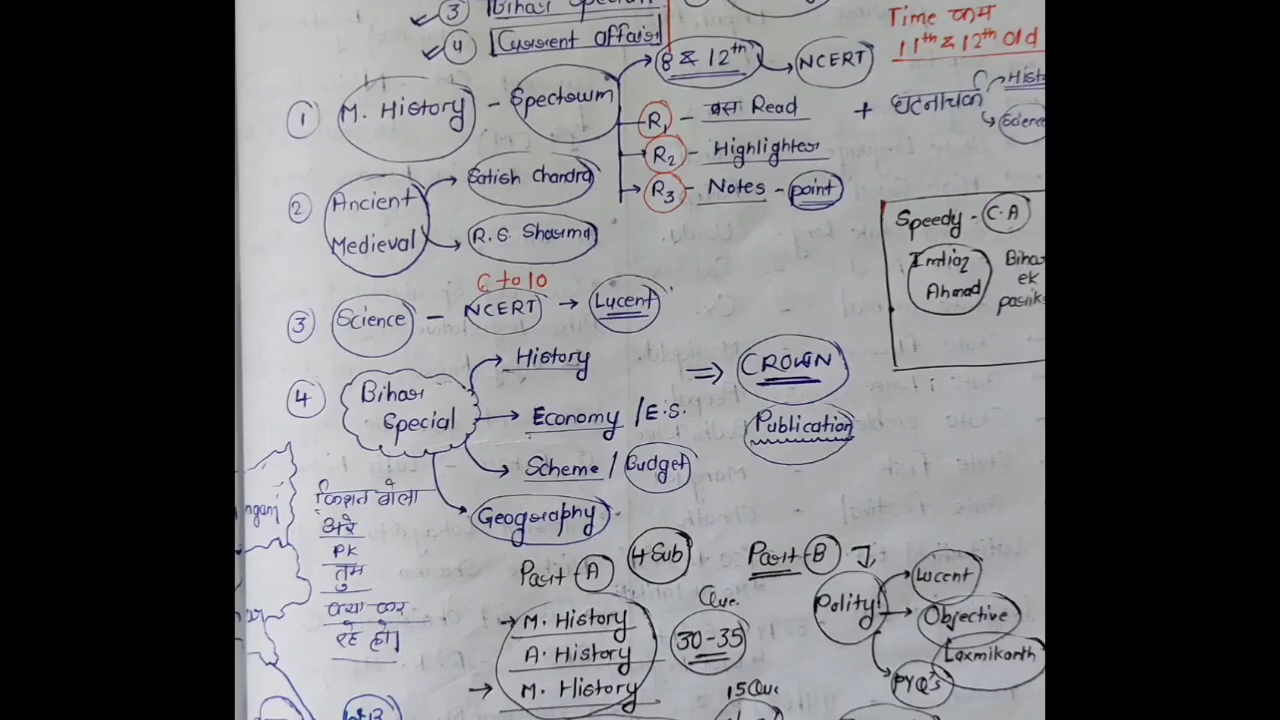 ③ Bihar Special
④ Current affair
Time कम
11th & 12th Old
8 & 12th → NCERT
① M. History - Spectrum
R1 - बस Read
+ घटनाचक्र
Science
R2 - Highlighter
R3 - Notes - point
② Ancient Medieval
Satish Chandra
R.S. Sharma
Speedy - C.A
Imtiaz Ahmad
Bihar ek
6 to 10
③ Science - NCERT → Lucent
④ Bihar Special
History
Economy / E.S.
Scheme / Budget
Geography
⇒ CROWN
Publication
किशन बोला
अरे
PK
तुम
क्या कर
रहे हो।
Part - A
4 Sub
→ M. History
A. History
→ M. History
Que.
30-35
15 Que
Part - B
Polity
Lucent
Objective
Laxmikanth
PYQ's